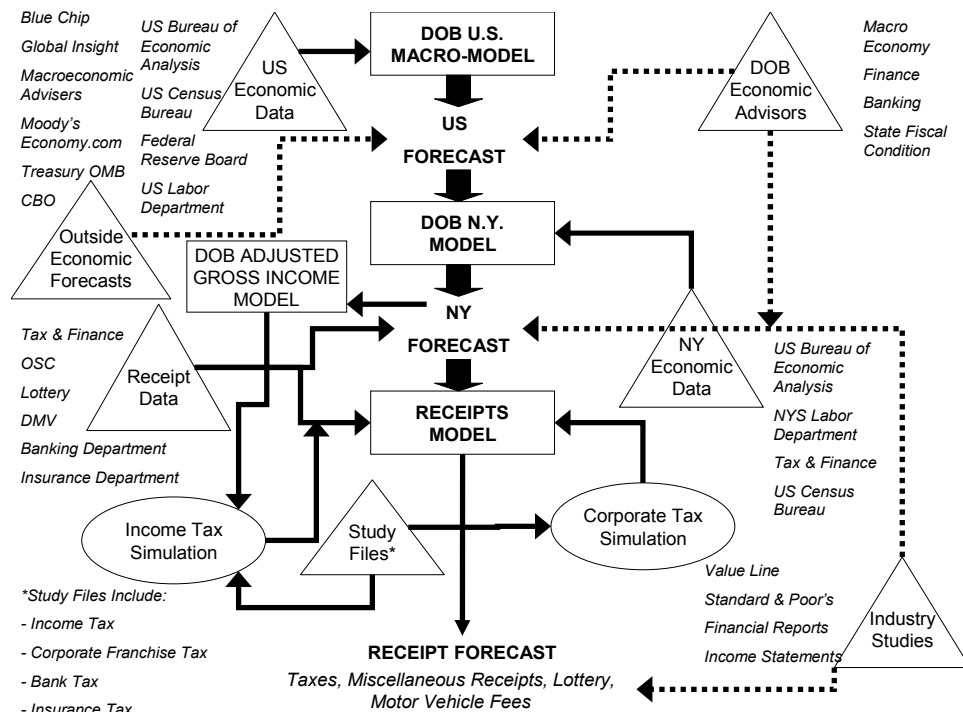 Blue Chip
Global Insight
Macroeconomic
Advisers
Moody's
Economy.com
Treasury OMB
CBO
US Bureau of
Economic
Analysis
US Census
Bureau
Federal
Reserve Board
US Labor
Department
US
Economic
Data
DOB U.S.
MACRO-MODEL
DOB
Economic
Advisors
Macro
Economy
Finance
Banking
State Fiscal
Condition
US
FORECAST
Outside
Economic
Forecasts
DOB ADJUSTED
GROSS INCOME
MODEL
DOB N.Y.
MODEL
NY
FORECAST
Tax & Finance
OSC
Lottery
DMV
Banking Department
Insurance Department
Receipt
Data
NY
Economic
Data
US Bureau of
Economic
Analysis
NYS Labor
Department
Tax & Finance
US Census
Bureau
RECEIPTS
MODEL
Income Tax
Simulation
Study
Files*
Corporate Tax
Simulation
Value Line
Standard & Poor's
Financial Reports
Income Statements
Industry
Studies
*Study Files Include:
- Income Tax
- Corporate Franchise Tax
- Bank Tax
- Insurance Tax
RECEIPT FORECAST
Taxes, Miscellaneous Receipts, Lottery,
Motor Vehicle Fees